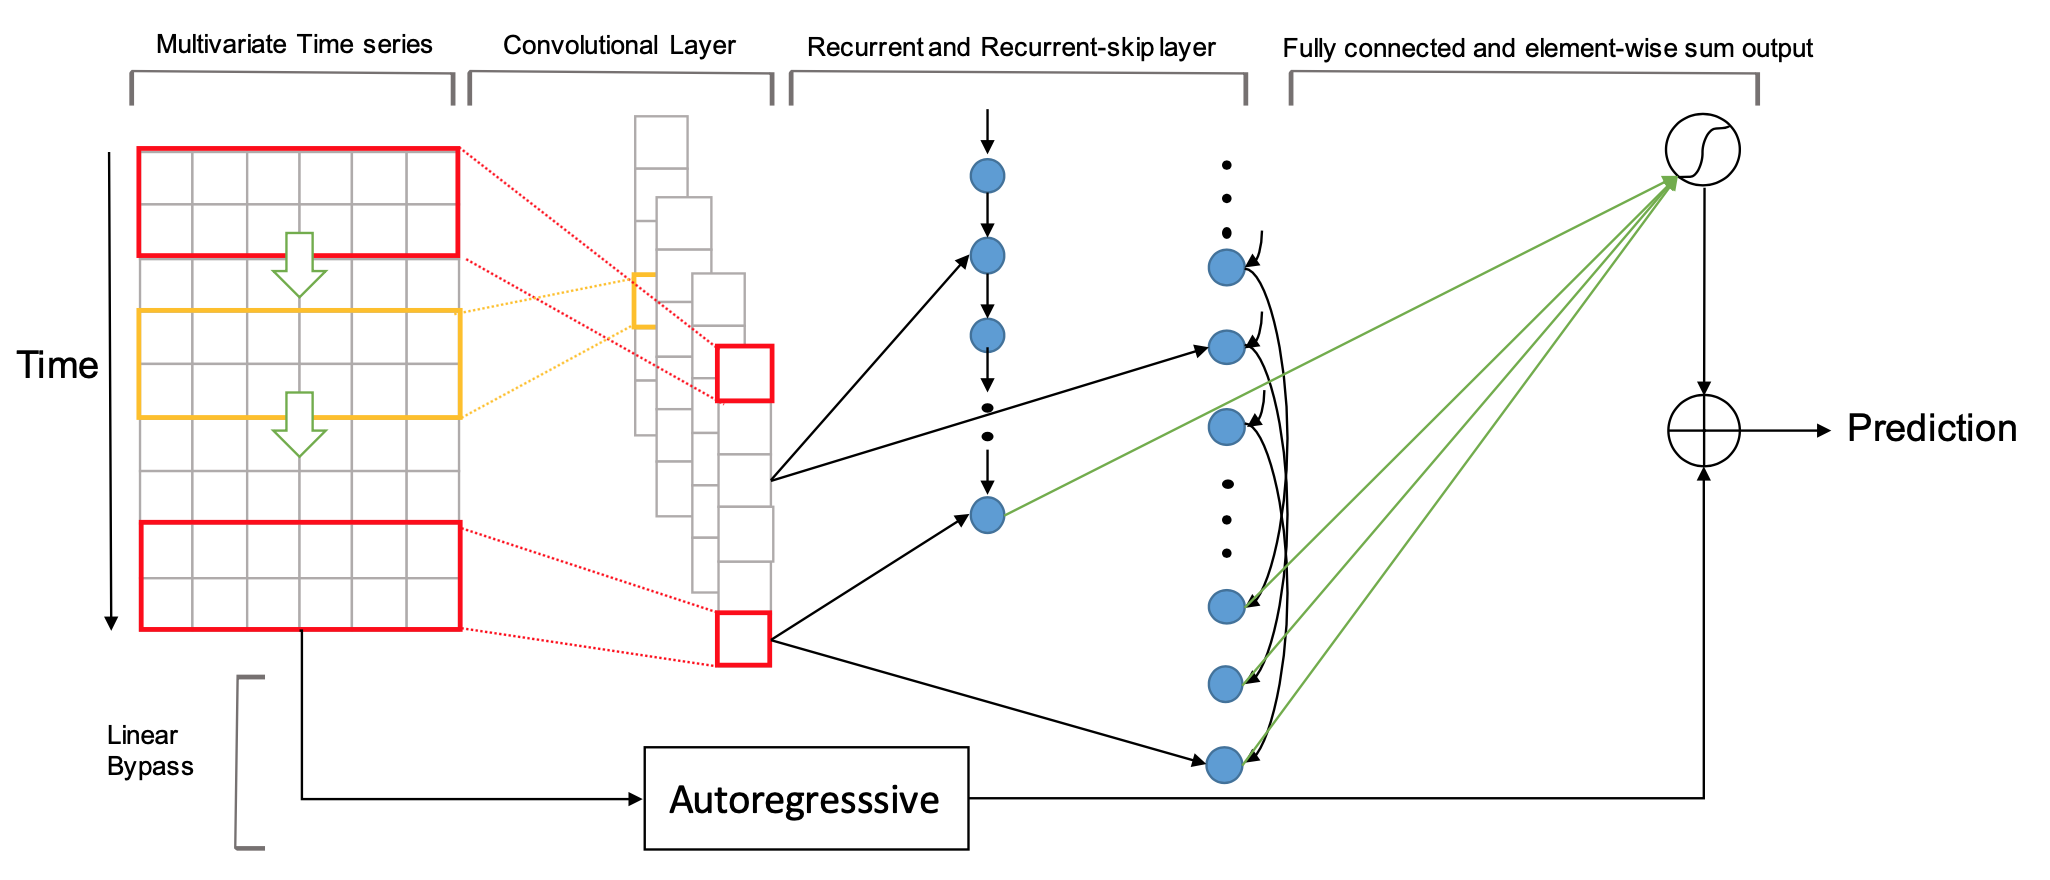 Multivariate Time series
Convolutional Layer
Recurrent and Recurrent-skip layer
Fully connected and element-wise sum output
Time
Prediction
Linear
Bypass
Autoregresssive